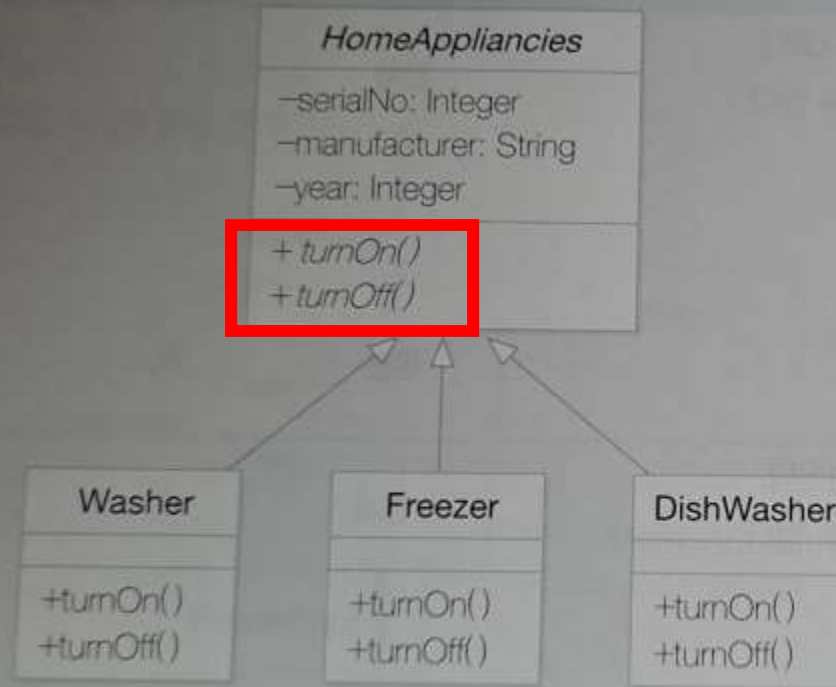 HomeAppliancies
−serialNo: Integer
−manufacturer: String
−year: Integer
+ turnOn()
+turnOff()
Washer
+turnOn()
+turnOff()
Freezer
+turnOn()
+turnOff()
DishWasher
+turnOn()
+turnOff()